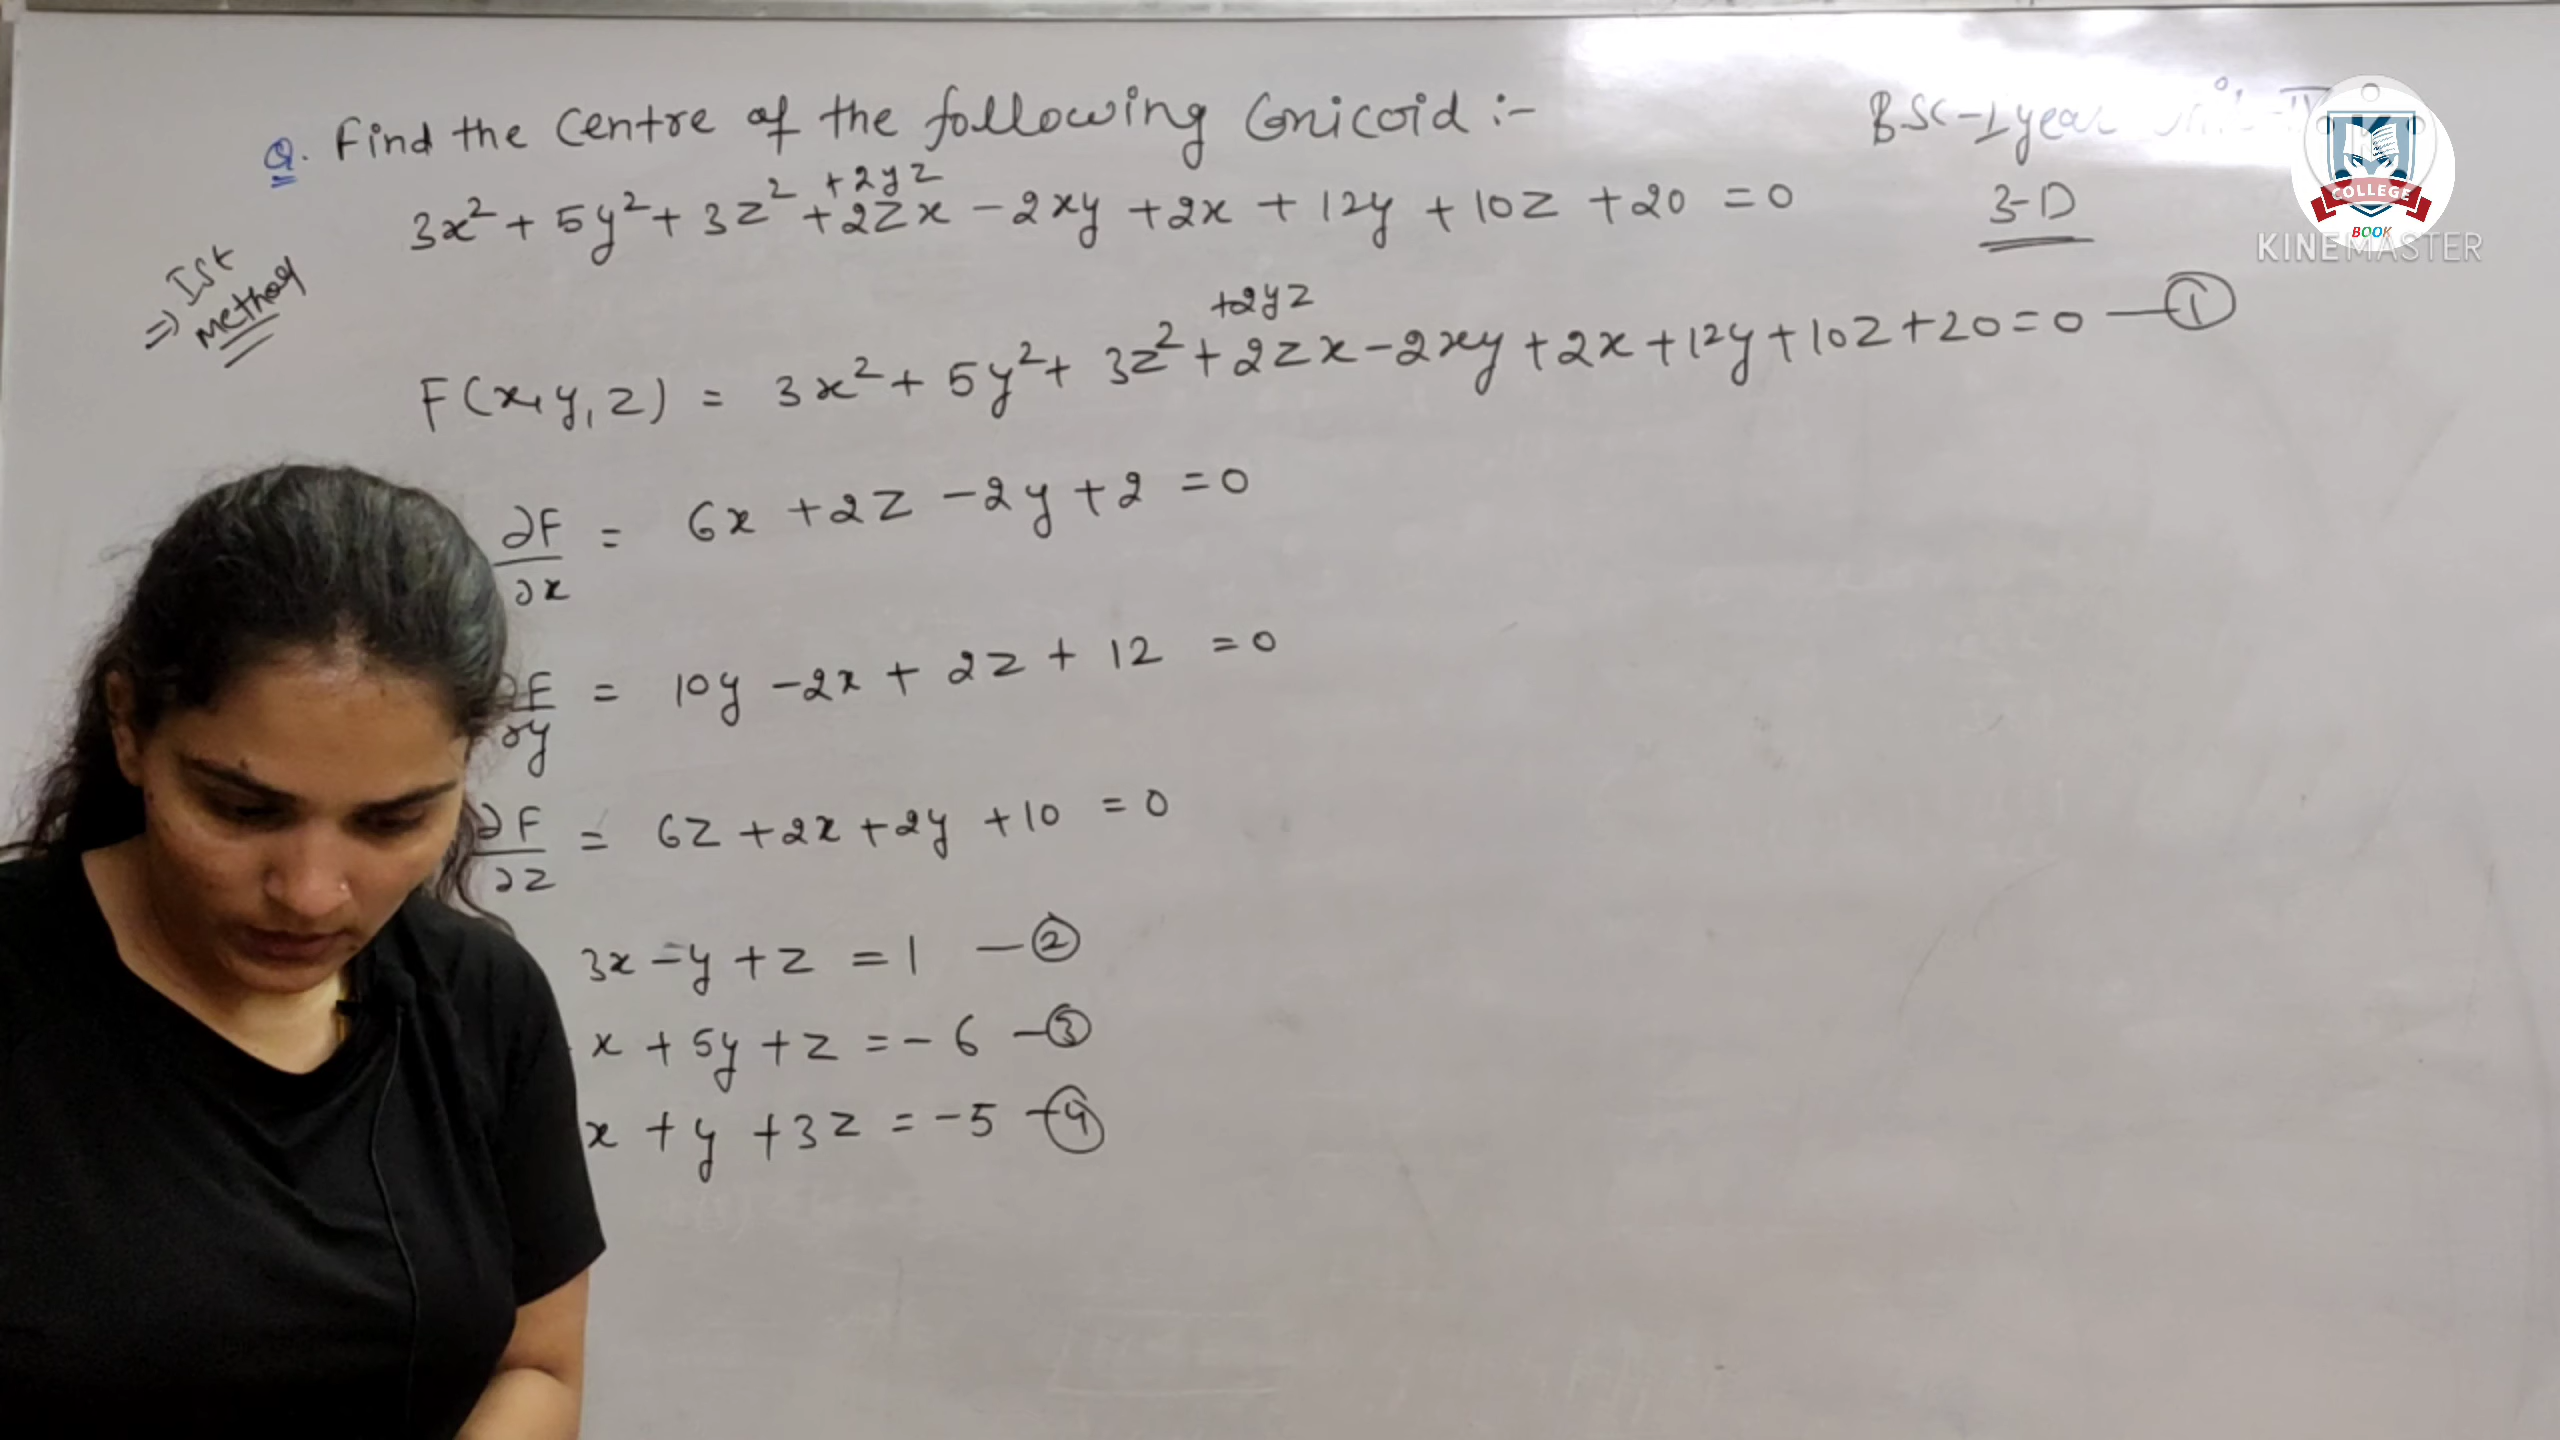 Q. Find the centre of the following Conicoid :-
3x² + 5y² + 3z² + 2yz + 2zx - 2xy + 2x + 12y + 10z + 20 = 0
BSC - I year
3-D
COLLEGE
BOOK
KINEMASTER
⇒ Ist
Method
F(x, y, z) = 3x² + 5y² + 3z² + 2yz + 2zx - 2xy + 2x + 12y + 10z + 20 = 0 — ①
∂F/∂x = 6x + 2z - 2y + 2 = 0
∂F/∂y = 10y - 2x + 2z + 12 = 0
∂F/∂z = 6z + 2x + 2y + 10 = 0
3x - y + z = 1 — ②
x + 5y + z = -6 — ③
x + y + 3z = -5 — ④